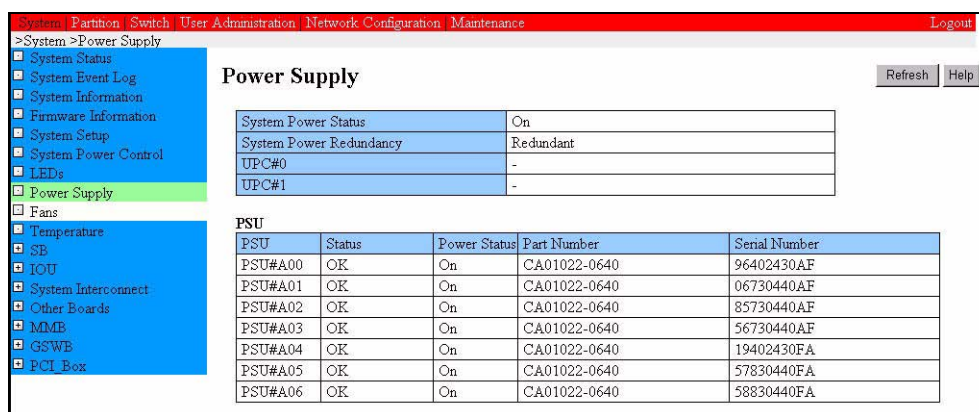 System | Partition | Switch | User Administration | Network Configuration | Maintenance Logout
>System >Power Supply
System Status
System Event Log
System Information
Firmware Information
System Setup
System Power Control
LEDs
Power Supply
Fans
Temperature
SB
IOU
System Interconnect
Other Boards
MMB
GSWB
PCI_Box
Power Supply
Refresh Help
System Power Status On
System Power Redundancy Redundant
UPC#0 -
UPC#1 -
PSU
PSU Status Power Status Part Number Serial Number
PSU#A00 OK On CA01022-0640 96402430AF
PSU#A01 OK On CA01022-0640 06730440AF
PSU#A02 OK On CA01022-0640 85730440AF
PSU#A03 OK On CA01022-0640 56730440AF
PSU#A04 OK On CA01022-0640 19402430FA
PSU#A05 OK On CA01022-0640 57830440FA
PSU#A06 OK On CA01022-0640 58830440FA